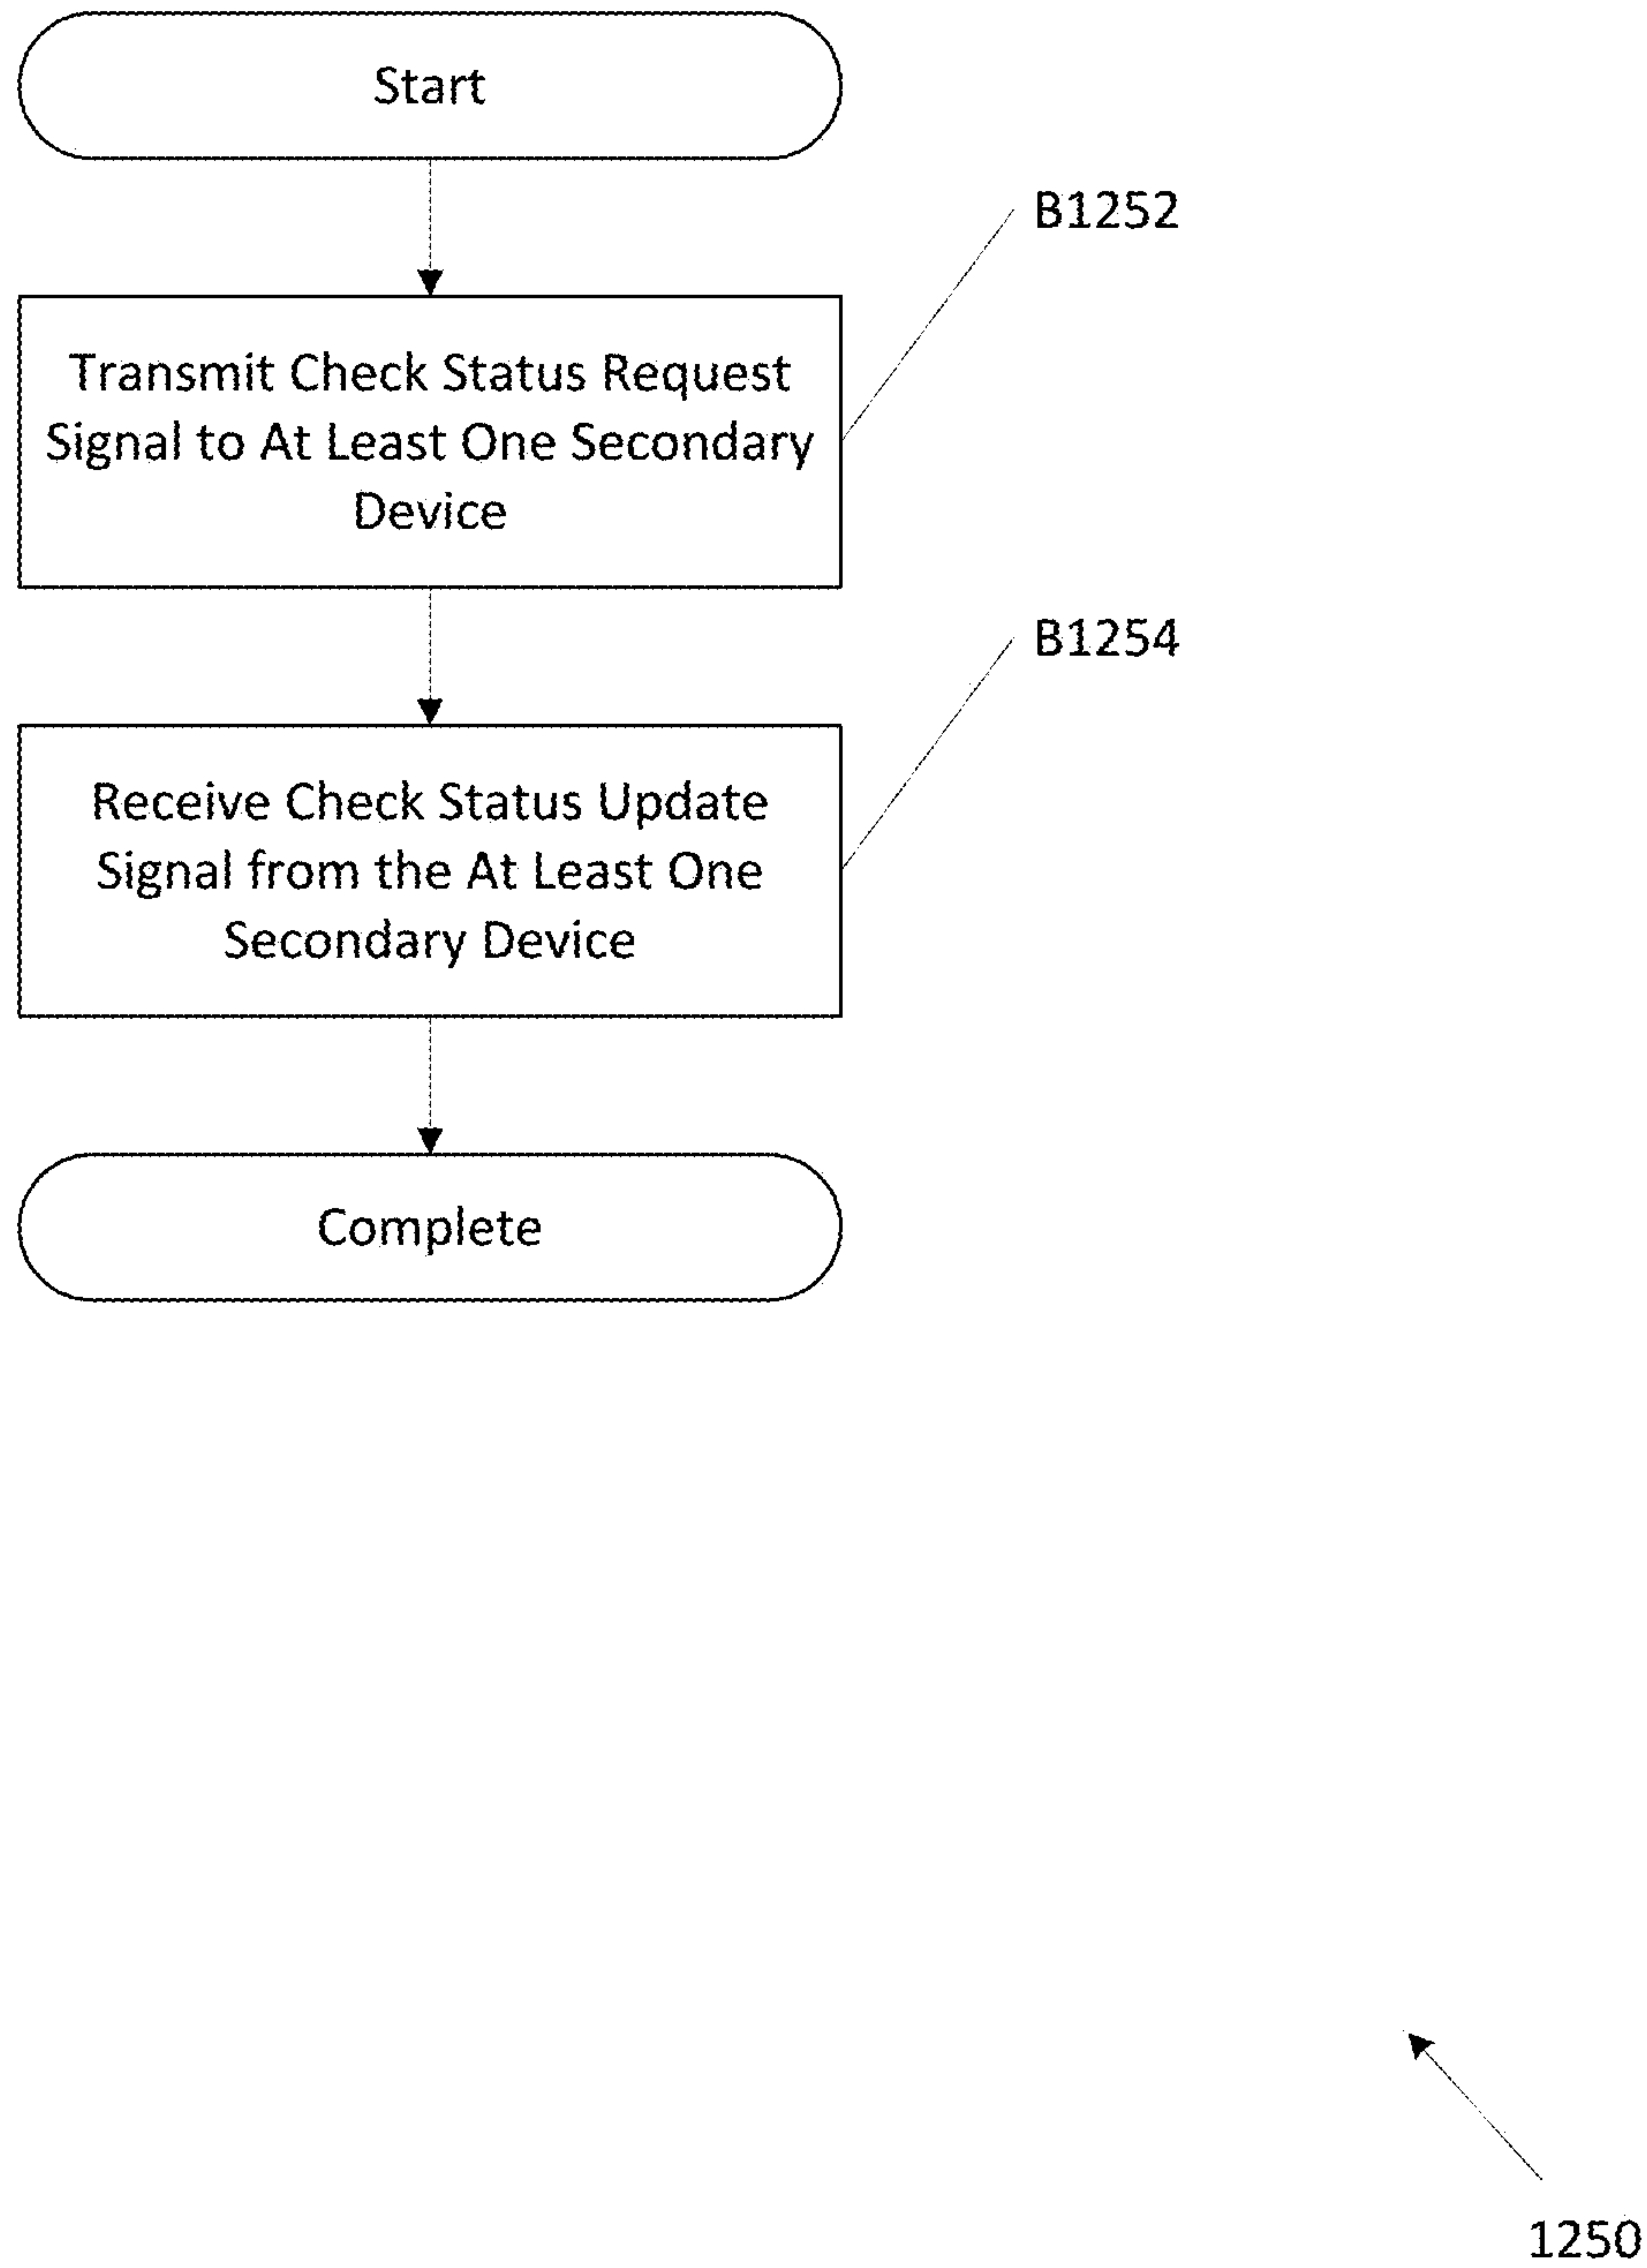 Start
B1252
Transmit Check Status Request
Signal to At Least One Secondary
Device
B1254
Receive Check Status Update
Signal from the At Least One
Secondary Device
Complete
1250